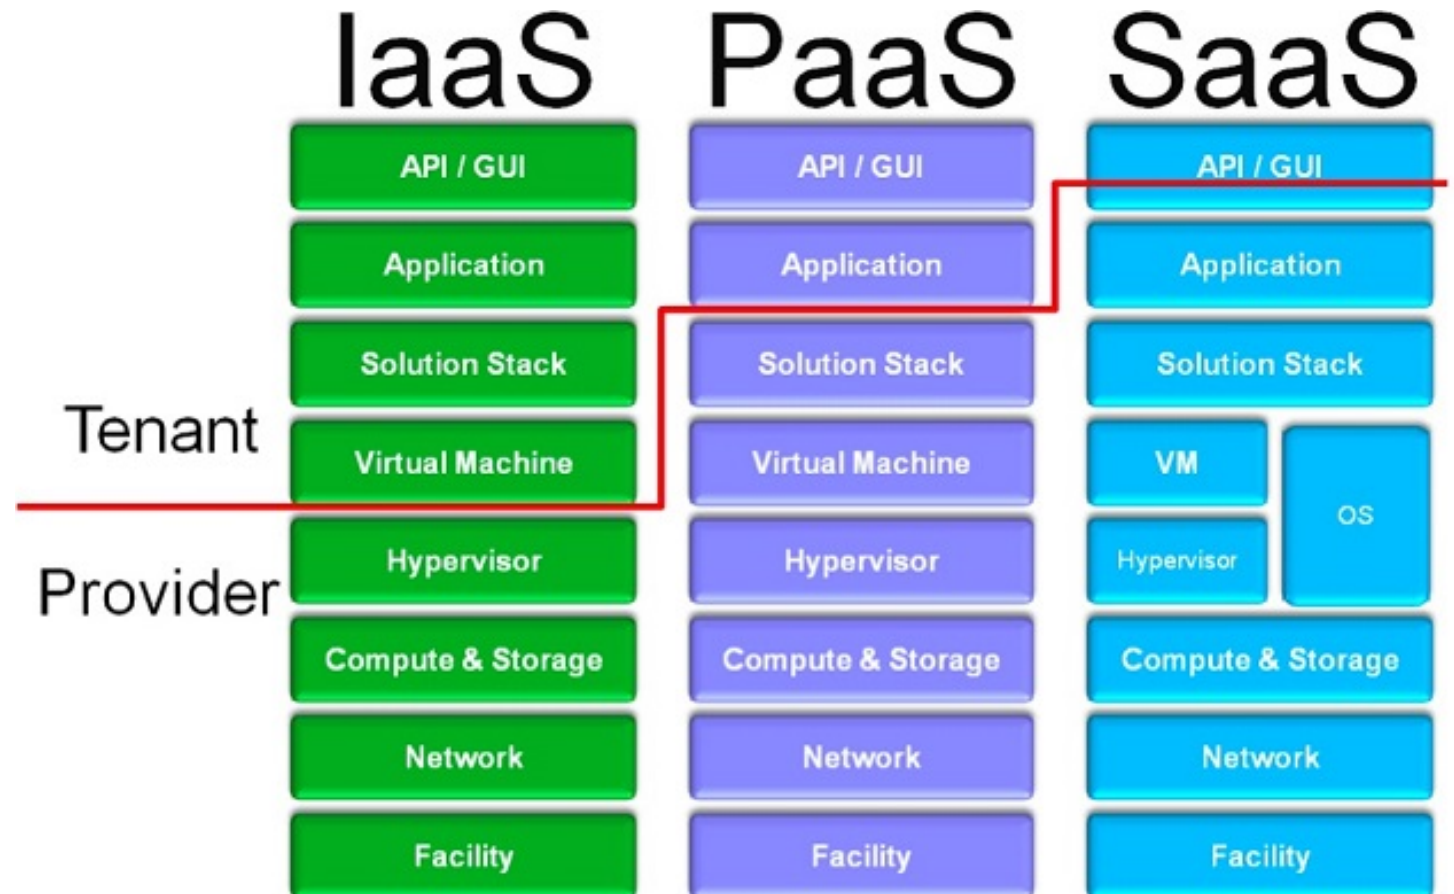 IaaS PaaS SaaS
API / GUI API / GUI API / GUI
Application Application Application
Solution Stack Solution Stack Solution Stack
Tenant
Virtual Machine Virtual Machine VM
OS
Provider
Hypervisor Hypervisor Hypervisor
Compute & Storage Compute & Storage Compute & Storage
Network Network Network
Facility Facility Facility